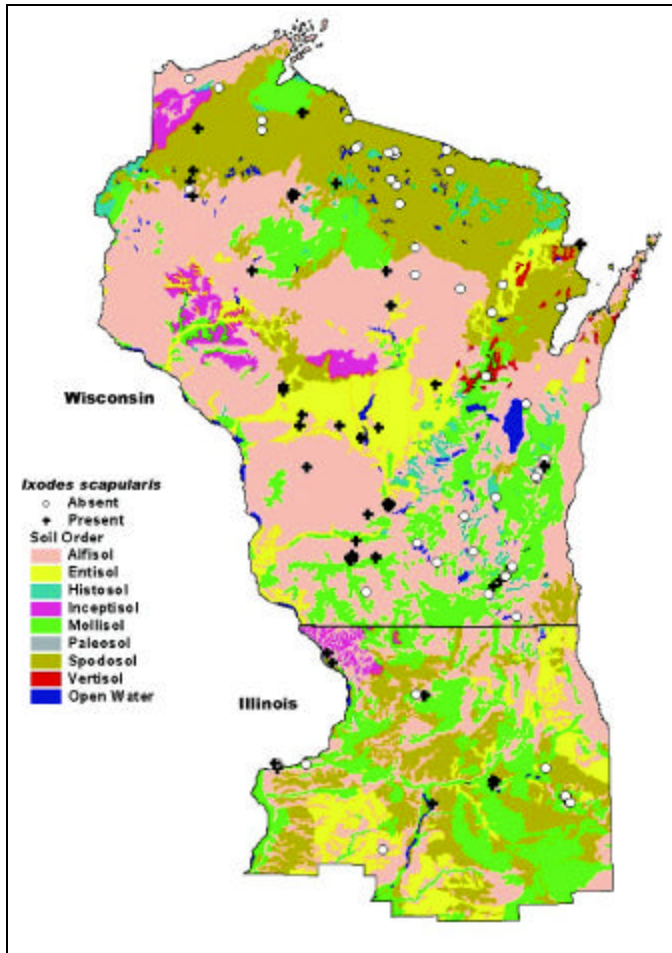 Wisconsin
Ixodes scapularis
Absent
Present
Soil Order
Alfisol
Entisol
Histosol
Inceptisol
Mollisol
Paleosol
Spodosol
Vertisol
Open Water
Illinois